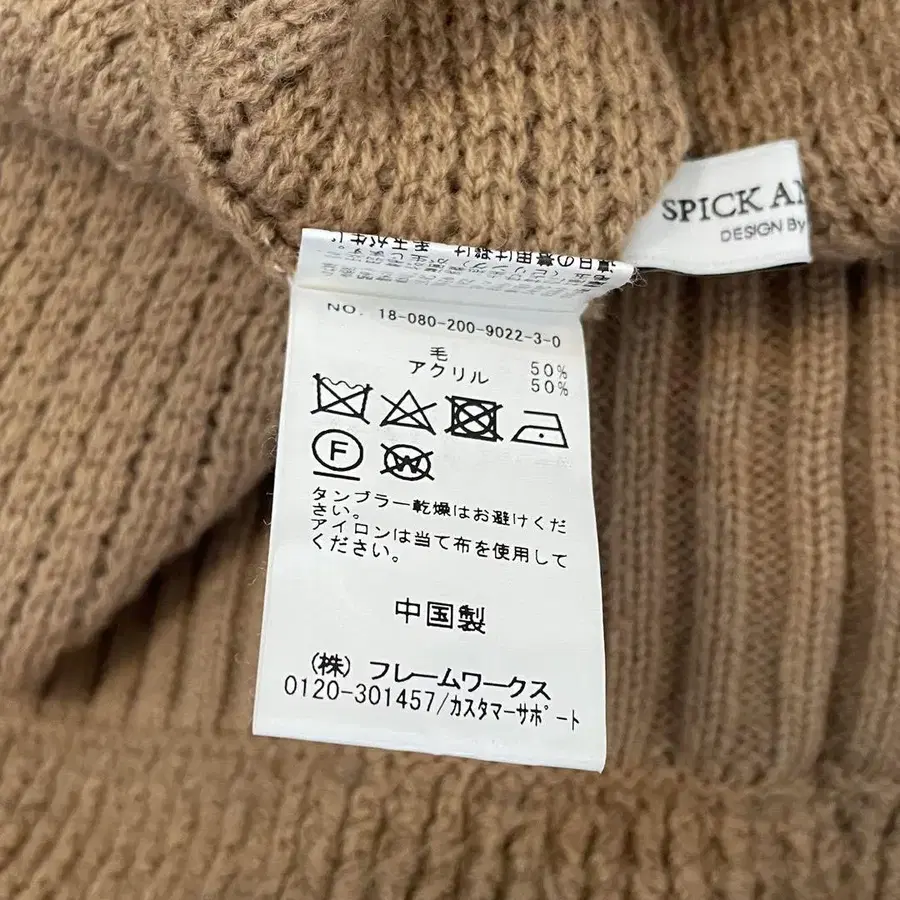 SPICK AN
DESIGN By
NO. 18-080-200-9022-3-0
毛 50%
アクリル 50%
F
W
タンブラー乾燥はお避けくだ
さい。
アイロンは当て布を使用して
ください。
中国製
(株) フレームワークス
0120-301457/カスタマーサポート